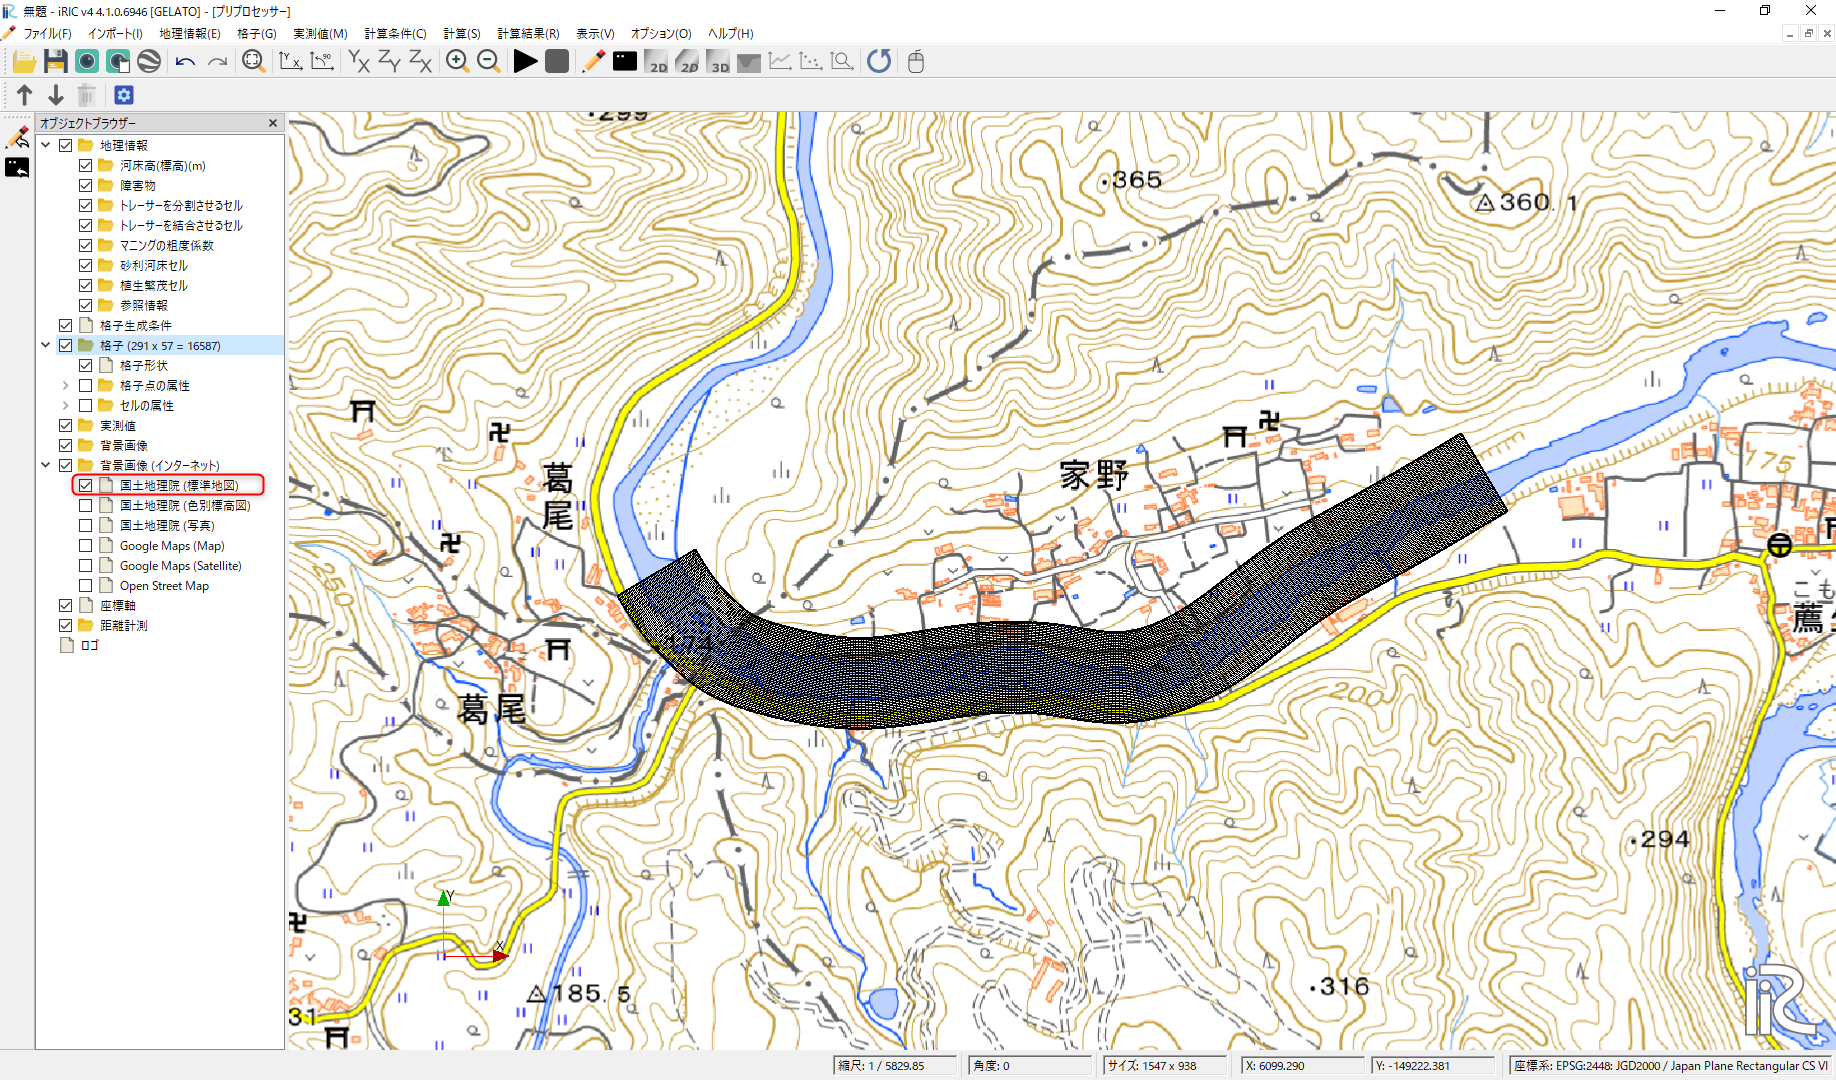 無題 - iRIC v4 4.1.0.6946 [GELATO] - [プリプロセッサー]
ファイル(F) インポート(I) 地理情報(E) 格子(G) 実測値(M) 計算条件(C) 計算(S) 計算結果(R) 表示(V) オプション(O) ヘルプ(H)
Y X -90 YX ZY ZX 2D 2D 3D
オブジェクトブラウザー
地理情報
河床高(標高)(m)
障害物
トレーサーを分割させるセル
トレーサーを結合させるセル
マニングの粗度係数
砂利河床セル
植生繁茂セル
参照情報
格子生成条件
格子 (291 x 57 = 16587)
格子形状
格子点の属性
セルの属性
実測値
背景画像
背景画像 (インターネット)
国土地理院 (標準地図)
国土地理院 (色別標高図)
国土地理院 (写真)
Google Maps (Map)
Google Maps (Satellite)
Open Street Map
座標軸
距離計測
ロゴ
299
365
360.1
葛尾
家野
175
250
こも
葛尾
200
294
Y
X
185.5
316
31
iRIC
縮尺: 1 / 5829.85
角度: 0
サイズ: 1547 x 938
X: 6099.290
Y: -149222.381
座標系: EPSG:2448: JGD2000 / Japan Plane Rectangular CS VI